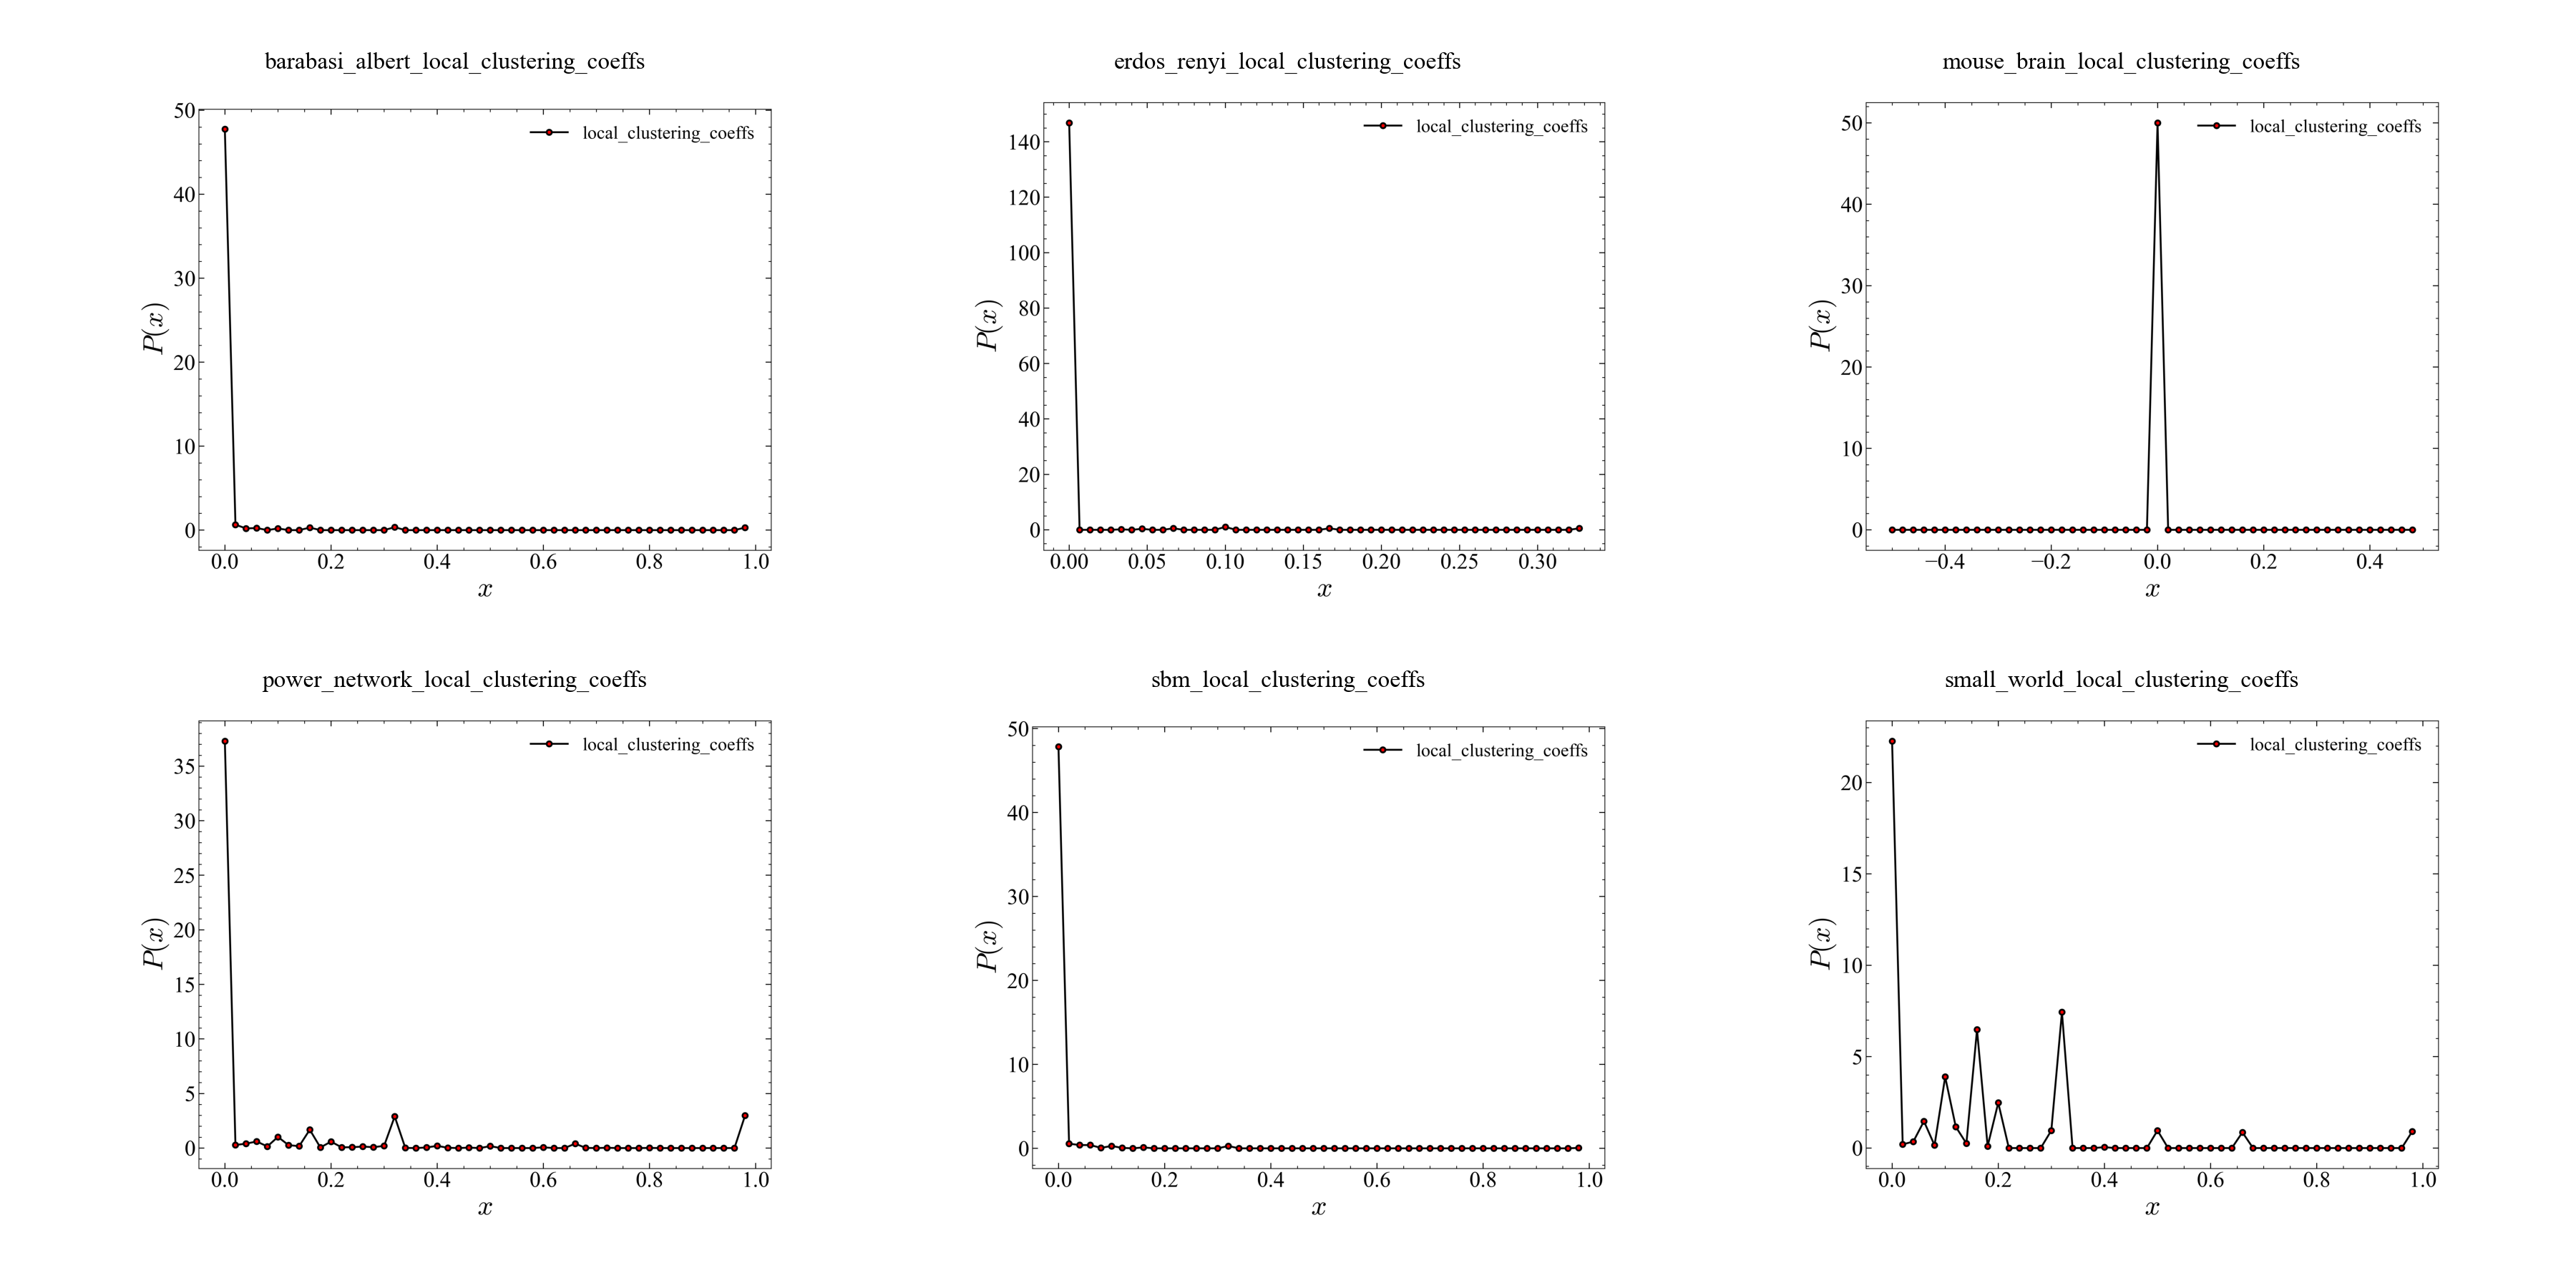 barabasi_albert_local_clustering_coeffs
50
40
30
20
10
0
P(x)
local_clustering_coeffs
0.0 0.2 0.4 0.6 0.8 1.0
x
erdos_renyi_local_clustering_coeffs
140
120
100
80
60
40
20
0
P(x)
local_clustering_coeffs
0.00 0.05 0.10 0.15 0.20 0.25 0.30
x
mouse_brain_local_clustering_coeffs
50
40
30
20
10
0
P(x)
local_clustering_coeffs
−0.4 −0.2 0.0 0.2 0.4
x
power_network_local_clustering_coeffs
35
30
25
20
15
10
5
0
P(x)
local_clustering_coeffs
0.0 0.2 0.4 0.6 0.8 1.0
x
sbm_local_clustering_coeffs
50
40
30
20
10
0
P(x)
local_clustering_coeffs
0.0 0.2 0.4 0.6 0.8 1.0
x
small_world_local_clustering_coeffs
20
15
10
5
0
P(x)
local_clustering_coeffs
0.0 0.2 0.4 0.6 0.8 1.0
x